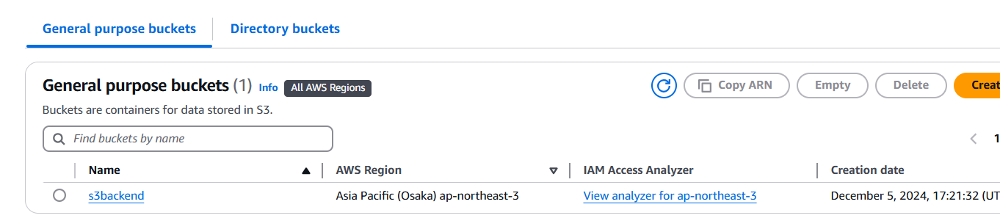 General purpose buckets Directory buckets
General purpose buckets (1) Info All AWS Regions Copy ARN Empty Delete Creat
Buckets are containers for data stored in S3.
Find buckets by name 1
Name AWS Region IAM Access Analyzer Creation date
s3backend Asia Pacific (Osaka) ap-northeast-3 View analyzer for ap-northeast-3 December 5, 2024, 17:21:32 (UT